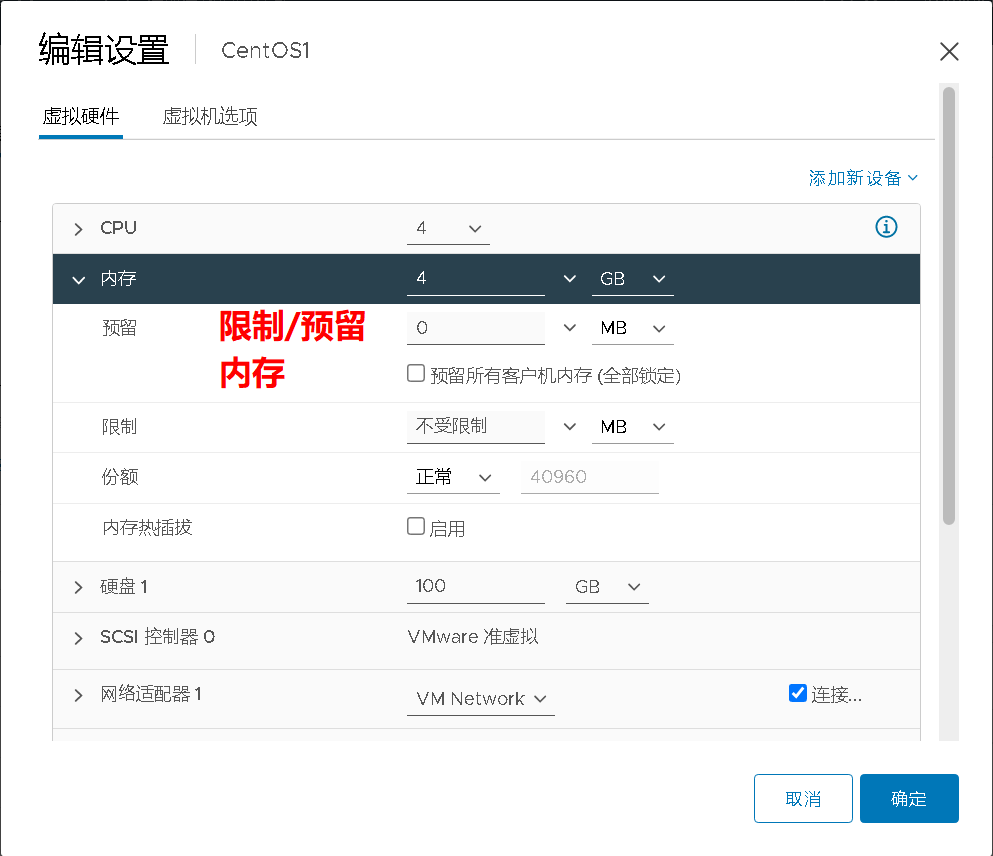 编辑设置 CentOS1
虚拟硬件 虚拟机选项
添加新设备
CPU 4
内存 4 GB
预留 0 MB
限制/预留
内存
预留所有客户机内存 (全部锁定)
限制 不受限制 MB
份额 正常 40960
内存热插拔 启用
硬盘 1 100 GB
SCSI 控制器 0 VMware 准虚拟
网络适配器 1 VM Network 连接...
取消 确定